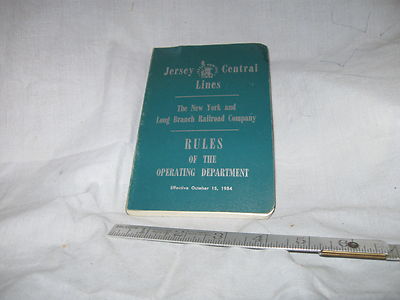 Jersey Central
Lines
The New York and
Long Branch Railroad Company
RULES
OF THE
OPERATING DEPARTMENT
Effective October 15, 1954